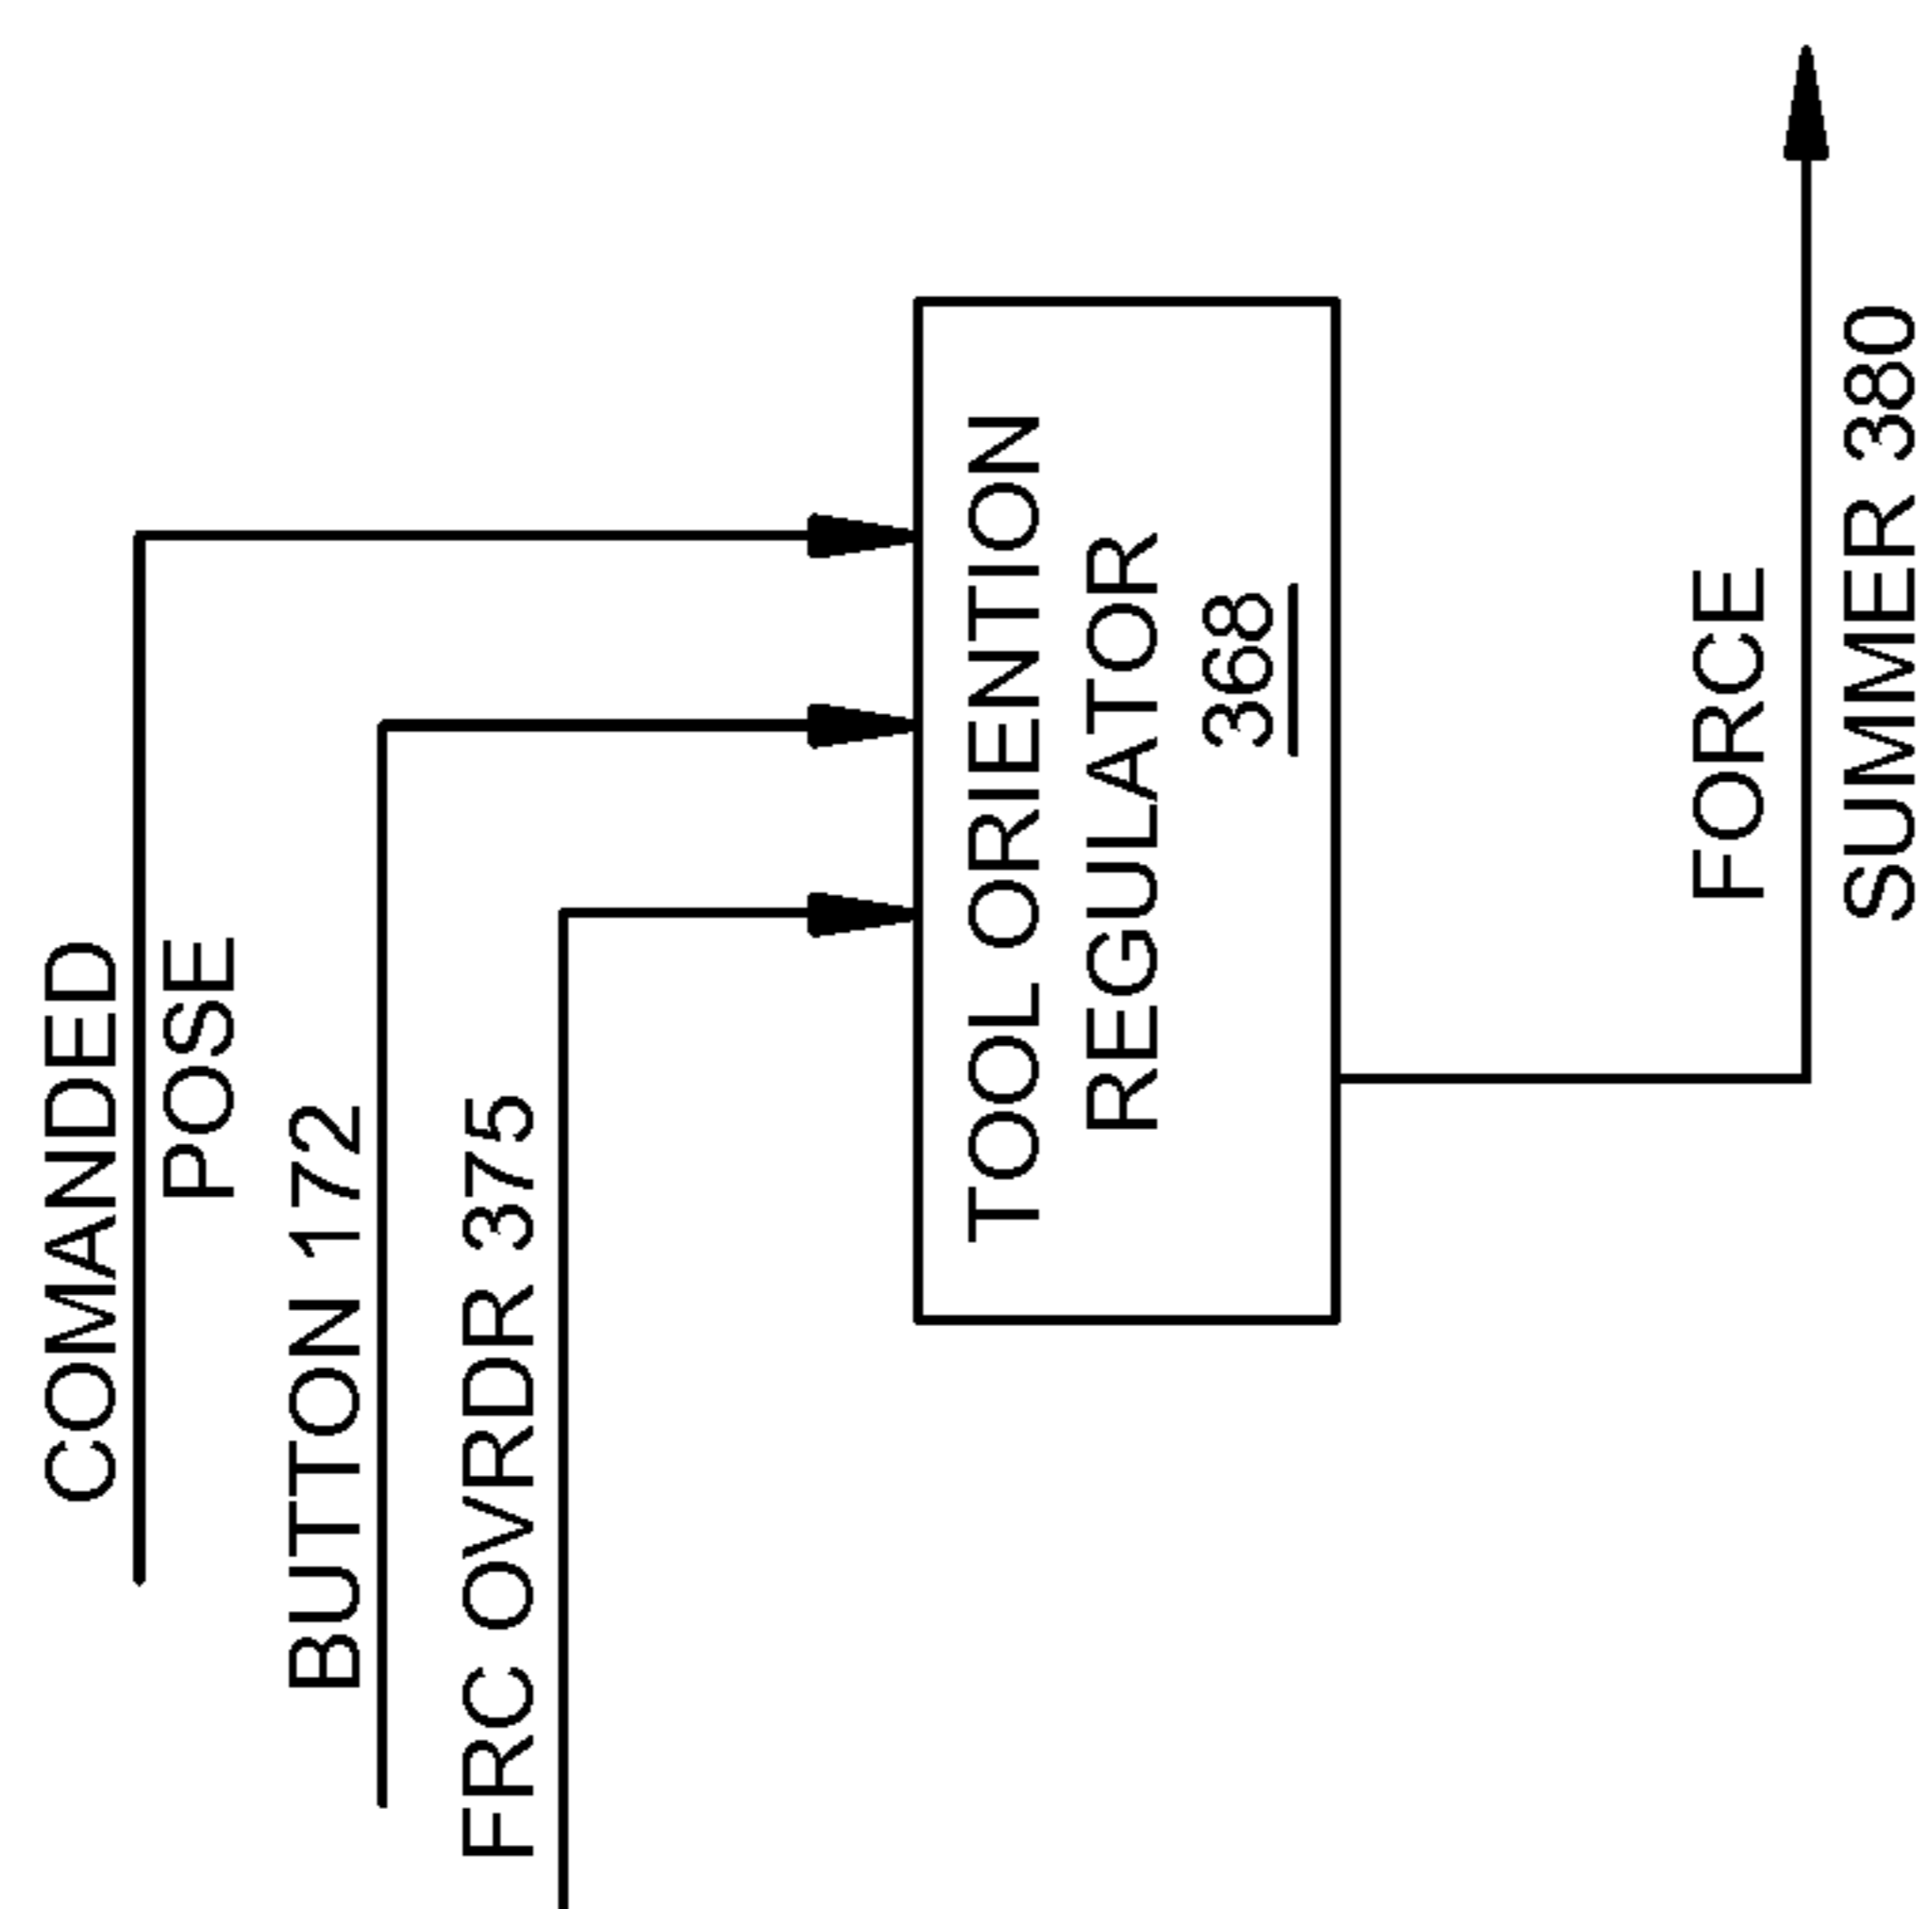 COMANDED
POSE
BUTTON 172
FRC OVRDR 375
TOOL ORIENTION
REGULATOR
368
FORCE
SUMMER 380